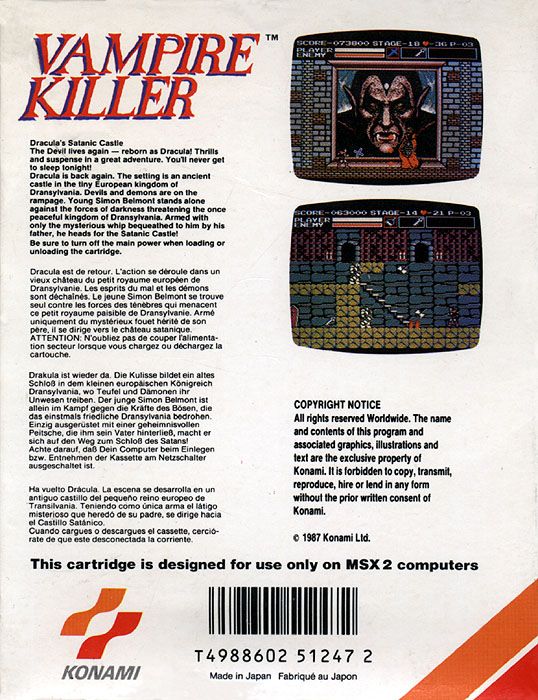 VAMPIRE™
KILLER
Dracula's Satanic Castle
The Devil lives again — reborn as Dracula! Thrills
and suspense in a great adventure. You'll never get
to sleep tonight!
Dracula is back again. The setting is an ancient
castle in the tiny European kingdom of
Dransylvania. Devils and demons are on the
rampage. Young Simon Belmont stands alone
against the forces of darkness threatening the once
peaceful kingdom of Dransylvania. Armed with
only the mysterious whip bequeathed to him by his
father, he heads for the Satanic Castle!
Be sure to turn off the main power when loading or
unloading the cartridge.
Dracula est de retour. L'action se déroule dans un
vieux château du petit royaume européen de
Dransylvanie. Les esprits du mal et les démons
sont déchaînés. Le jeune Simon Belmont se trouve
seul contre les forces des ténèbres qui menacent
ce petit royaume paisible de Dransylvanie. Armé
uniquement du mystérieux fouet hérité de son
père, il se dirige vers le château satanique.
ATTENTION: N'oubliez pas de couper l'alimenta-
tion secteur lorsque vous chargez ou déchargez la
cartouche.
Drakula ist wieder da. Die Kulisse bildet ein altes
Schloß in dem kleinen europäischen Königreich
Dransylvania, wo Teufel und Dämonen ihr
Unwesen treiben. Der junge Simon Belmont ist
allein im Kampf gegen die Kräfte des Bösen, die
das einstmals friedliche Dransylvania bedrohen.
Einzig ausgerüstet mit einer geheimnisvollen
Peitsche, die ihm sein Vater hinterließ, macht er
sich auf den Weg zum Schloß des Satans!
Achte darauf, daß Dein Computer beim Einlegen
bzw. Entnehmen der Kassette am Netzschalter
ausgeschaltet ist.
Ha vuelto Drácula. La escena se desarrolla en un
antiguo castillo del pequeño reino europeo de
Transilvania. Teniendo como única arma el látigo
misterioso que heredó de su padre, se dirige hacia
el Castillo Satánico.
Cuando cargues o descargues el cassette, cerció-
rate de que este desconectada la corriente.
SCORE-073800 STAGE-18 ♥-36 P-03
PLAYER
ENEMY
SCORE-063000 STAGE-14 ♥-21 P-03
PLAYER
ENEMY
COPYRIGHT NOTICE
All rights reserved Worldwide. The name
and contents of this program and
associated graphics, illustrations and
text are the exclusive property of
Konami. It is forbidden to copy, transmit,
reproduce, hire or lend in any form
without the prior written consent of
Konami.
© 1987 Konami Ltd.
This cartridge is designed for use only on MSX 2 computers
KONAMI
T4988602 51247 2
Made in Japan Fabriqué au Japon